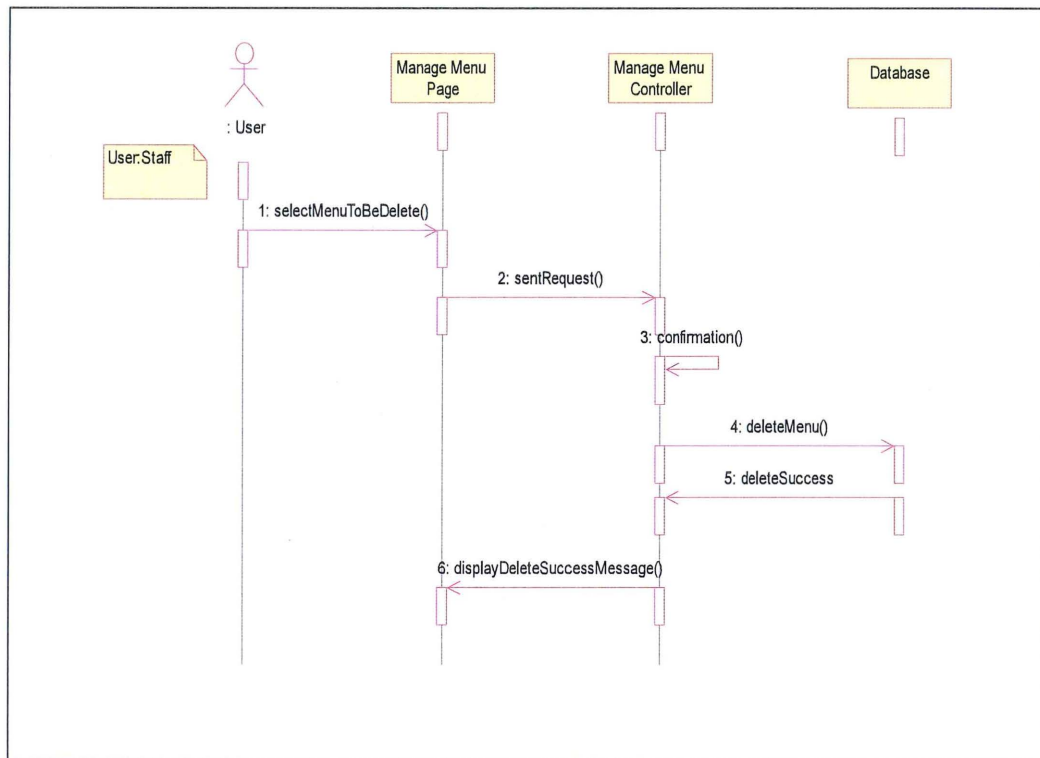 Manage Menu
Page
Manage Menu
Controller
Database
: User
User:Staff
1: selectMenuToBeDelete()
2: sentRequest()
3: confirmation()
4: deleteMenu()
5: deleteSuccess
6: displayDeleteSuccessMessage()